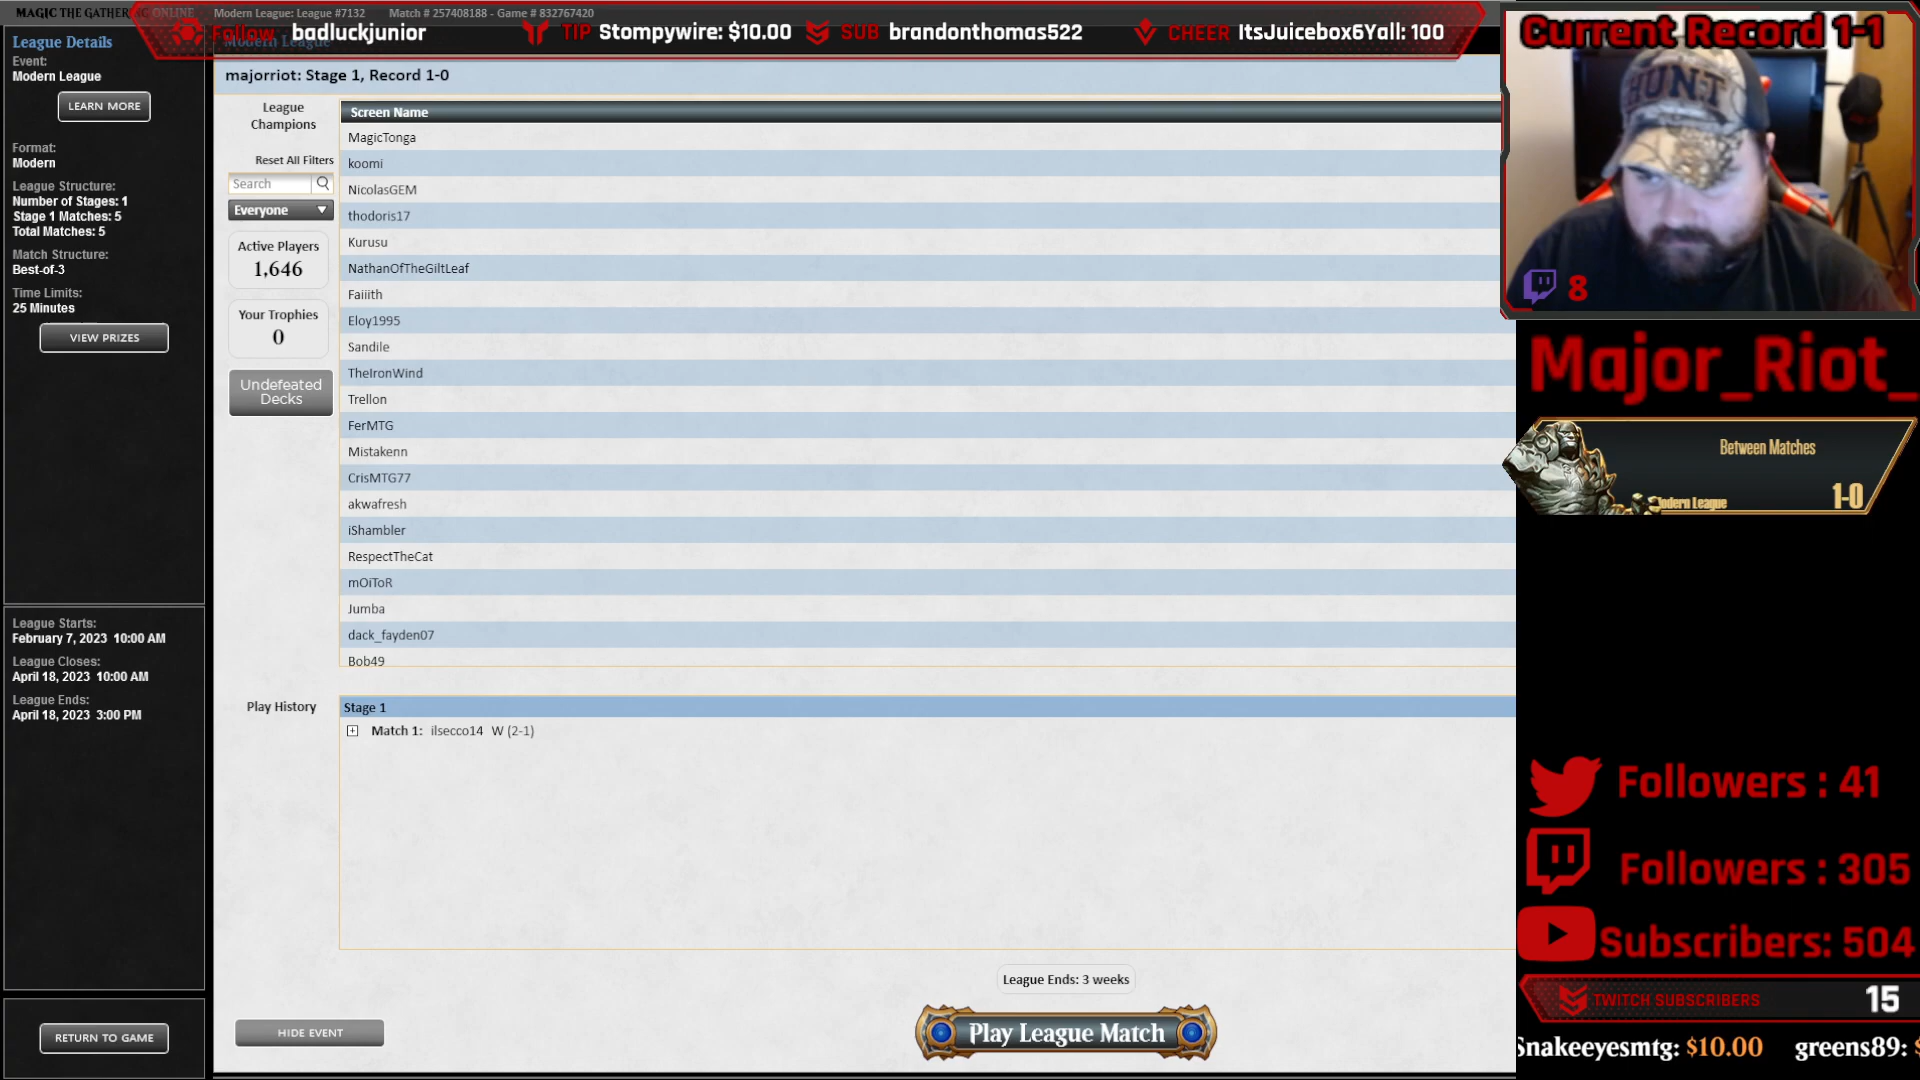 MAGIC THE GATHERING ONLINE
Modern League: League #7132
Match # 257408188 - Game # 832767420
Follow badluckjunior
TIP Stompywire: $10.00
SUB brandonthomas522
CHEER ItsJuicebox6Yall: 100
League Details
Event:
Modern League
LEARN MORE
Format:
Modern
League Structure:
Number of Stages: 1
Stage 1 Matches: 5
Total Matches: 5
Match Structure:
Best-of-3
Time Limits:
25 Minutes
VIEW PRIZES
League Starts:
February 7, 2023 10:00 AM
League Closes:
April 18, 2023 10:00 AM
League Ends:
April 18, 2023 3:00 PM
RETURN TO GAME
Modern League
majorriot: Stage 1, Record 1-0
League
Champions
Reset All Filters
Search
Everyone
Active Players
1,646
Your Trophies
0
Undefeated
Decks
Screen Name
MagicTonga
koomi
NicolasGEM
thodoris17
Kurusu
NathanOfTheGiltLeaf
Faiiith
Eloy1995
Sandile
TheIronWind
Trellon
FerMTG
Mistakenn
CrisMTG77
akwafresh
iShambler
RespectTheCat
mOiToR
Jumba
dack_fayden07
Bob49
Play History
Stage 1
Match 1: ilsecco14 W (2-1)
League Ends: 3 weeks
HIDE EVENT
Play League Match
Current Record 1-1
HUNT
8
Major_Riot_
Between Matches
Modern League
1-0
Followers : 41
Followers : 305
Subscribers: 504
TWITCH SUBSCRIBERS 15
Snakeeyesmtg: $10.00 greens89: $